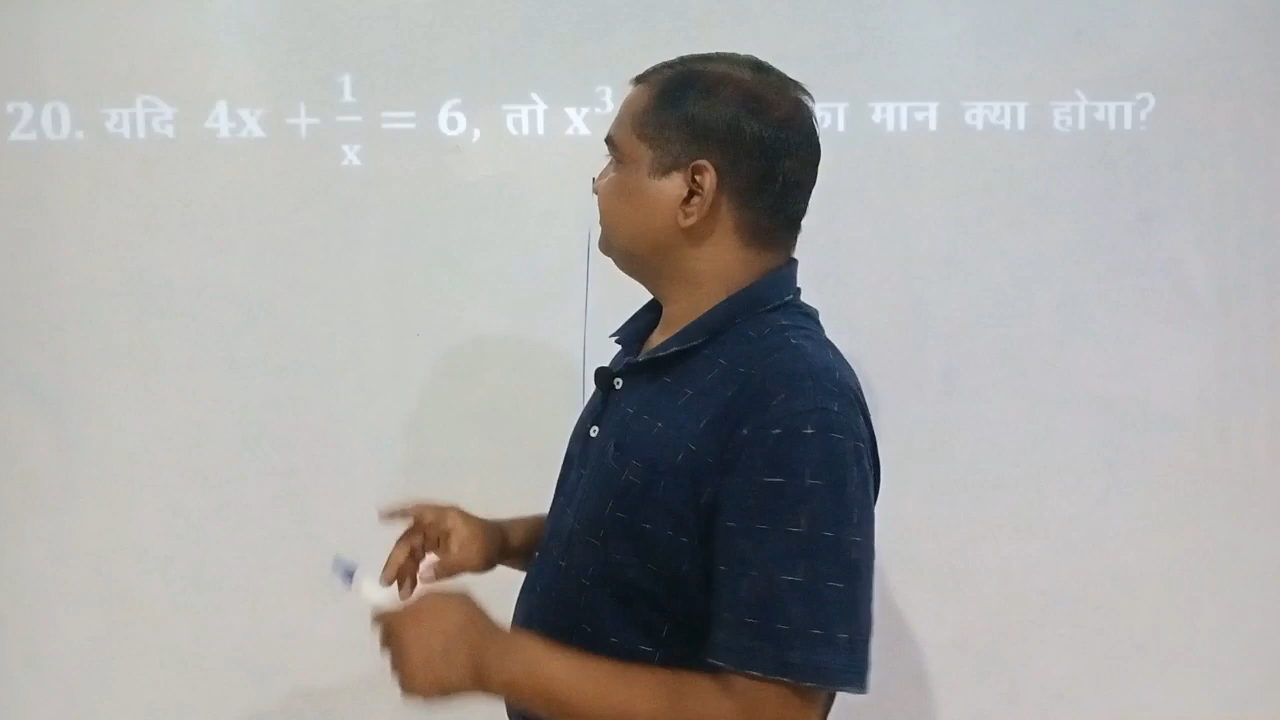 20. यदि 4x + 1/x = 6, तो x³ का मान क्या होगा?